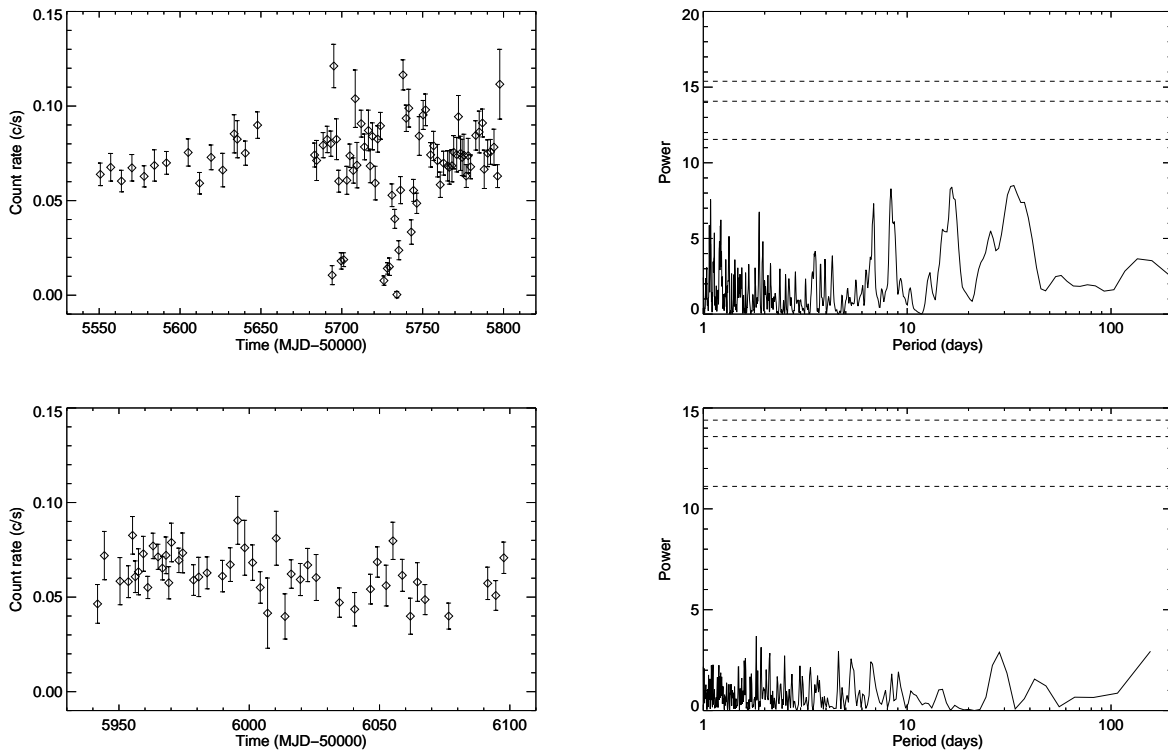 0.15
0.10
0.05
0.00
Count rate (c/s)
5550 5600 5650 5700 5750 5800
Time (MJD−50000)
20
15
10
5
0
Power
1 10 100
Period (days)
0.15
0.10
0.05
0.00
Count rate (c/s)
5950 6000 6050 6100
Time (MJD−50000)
15
10
5
0
Power
1 10 100
Period (days)